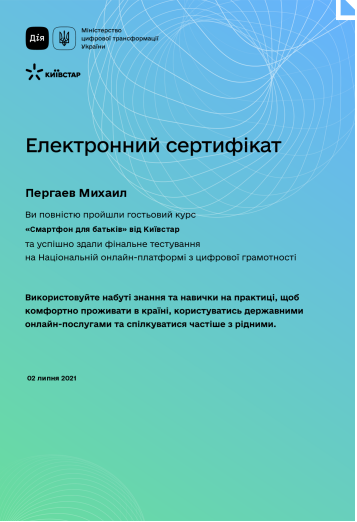 Дія
Міністерство
цифрової трансформації
України
КИЇВСТАР
Електронний сертифікат
Пергаев Михаил
Ви повністю пройшли гостьовий курс
«Смартфон для батьків» від Київстар
та успішно здали фінальне тестування
на Національній онлайн-платформі з цифрової грамотності
Використовуйте набуті знання та навички на практиці, щоб
комфортно проживати в країні, користуватись державними
онлайн-послугами та спілкуватися частіше з рідними.
02 липня 2021